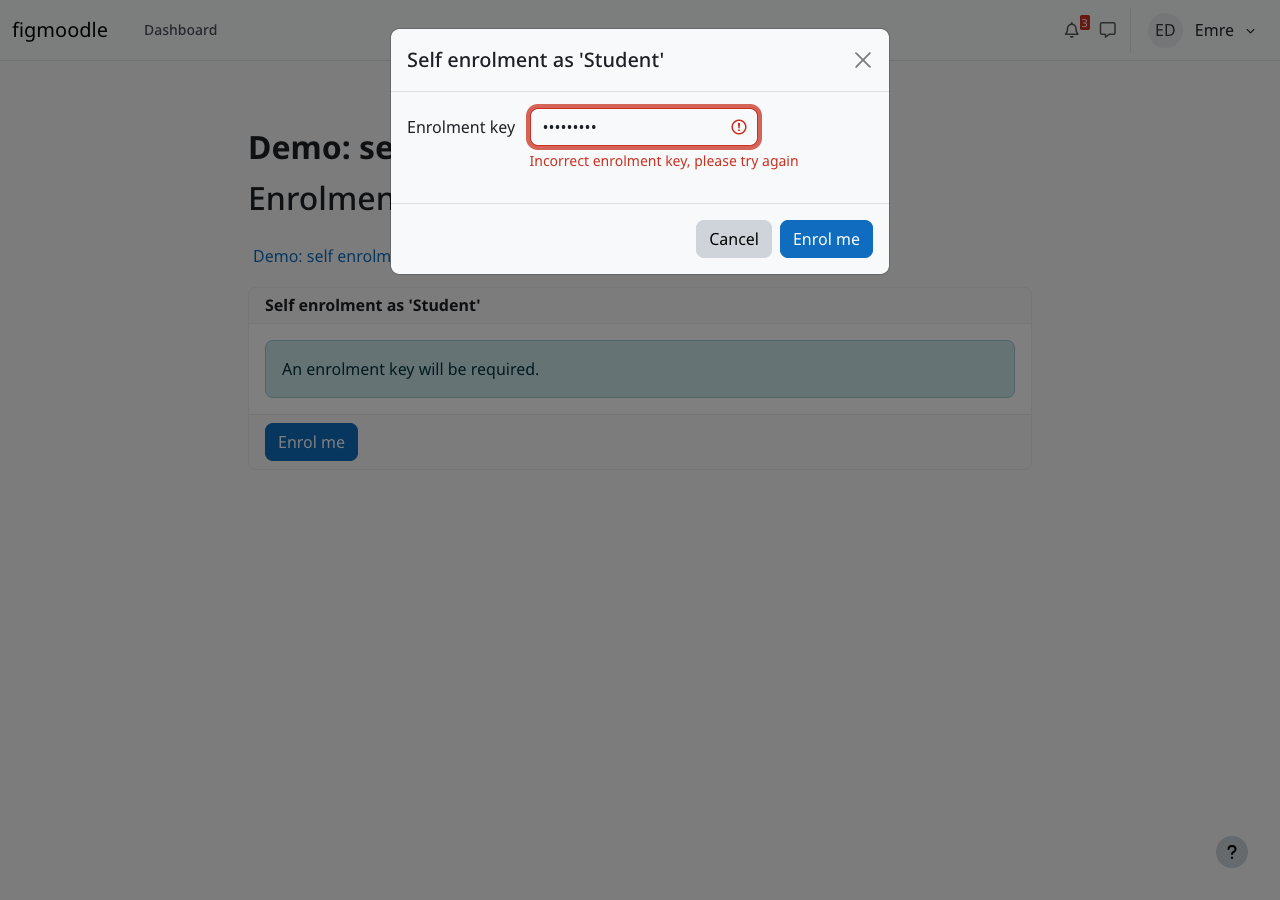 figmoodle Dashboard 3 ED Emre
Self enrolment as 'Student'
Enrolment key •••••••••
Incorrect enrolment key, please try again
Cancel Enrol me
Demo: se
Enrolmen
Demo: self enrolm
Self enrolment as 'Student'
An enrolment key will be required.
Enrol me
?